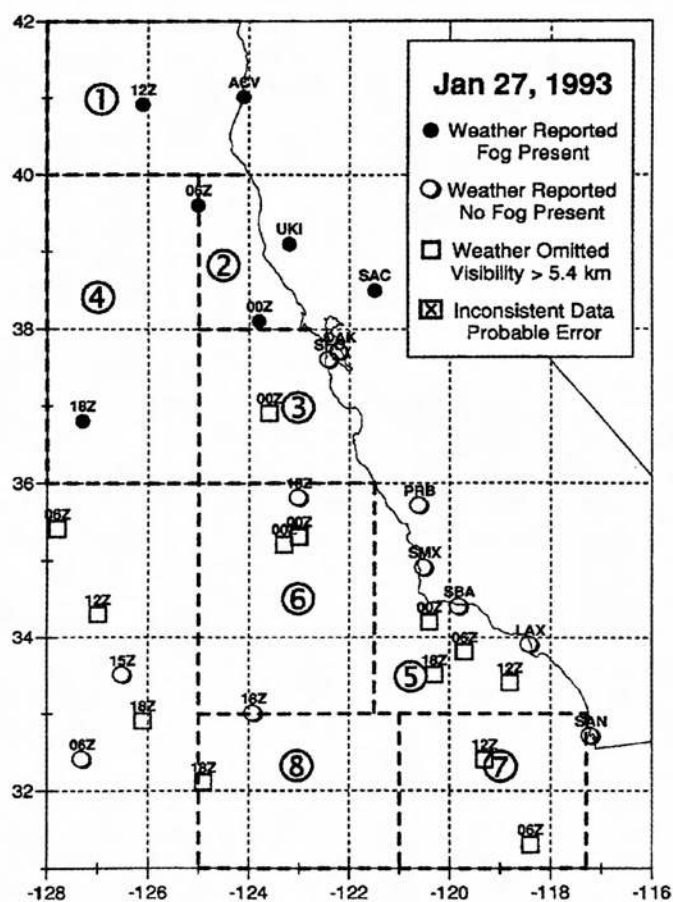 42
40
38
36
34
32
Jan 27, 1993
Weather Reported
Fog Present
Weather Reported
No Fog Present
Weather Omitted
Visibility > 5.4 km
Inconsistent Data
Probable Error
12Z
ACV
1
06Z
UKI
2
SAC
4
00Z
OAK
18Z
00Z
3
18Z
PRB
06Z
00Z
00Z
SMX
6
12Z
SBA
00Z
LAX
15Z
18Z
06Z
12Z
5
18Z
18Z
SAN
06Z
12Z
18Z
8
7
06Z
-128
-126
-124
-122
-120
-118
-116